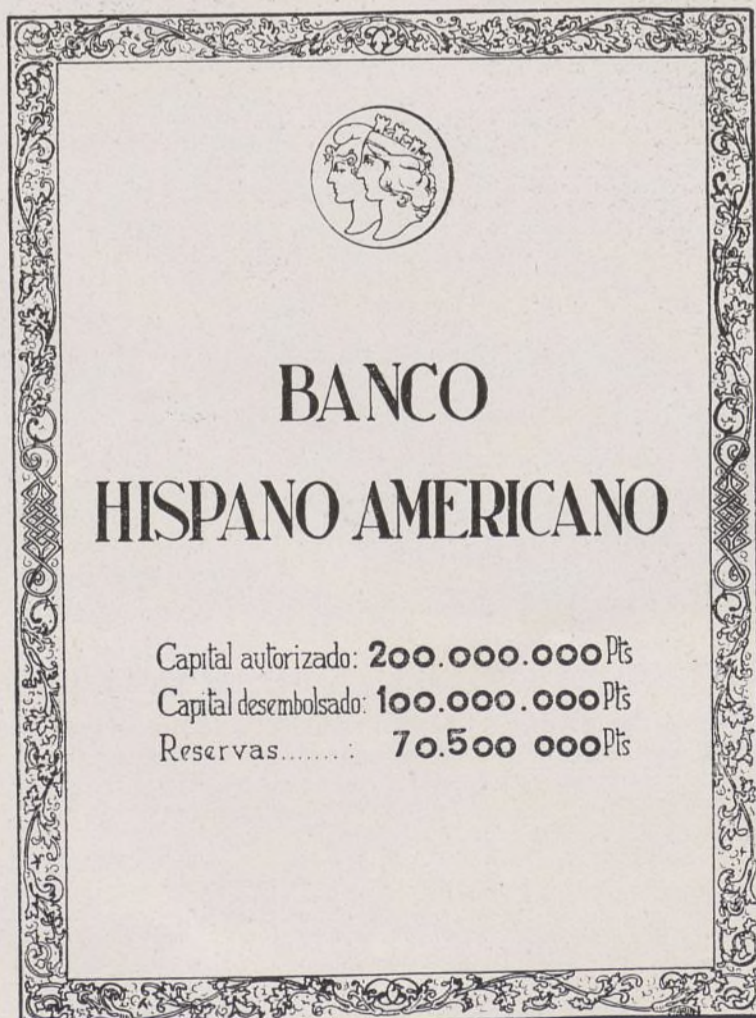 BANCO
HISPANO AMERICANO
Capital autorizado: 200.000.000 Pts
Capital desembolsado: 100.000.000 Pts
Reservas.......: 70.500 000 Pts